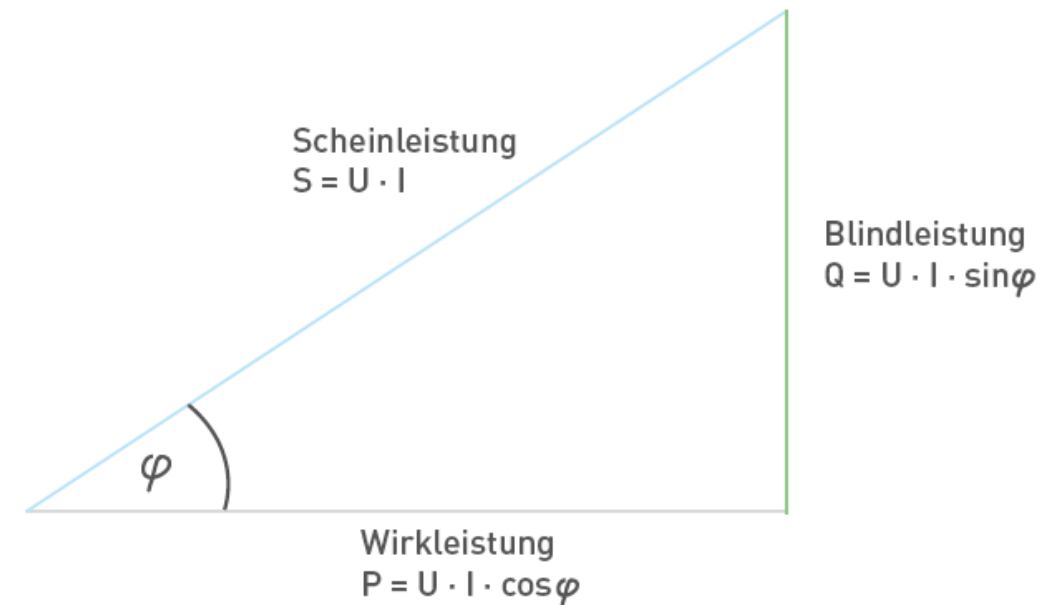 Scheinleistung
S = U · I
Blindleistung
Q = U · I · sinφ
φ
Wirkleistung
P = U · I · cosφ